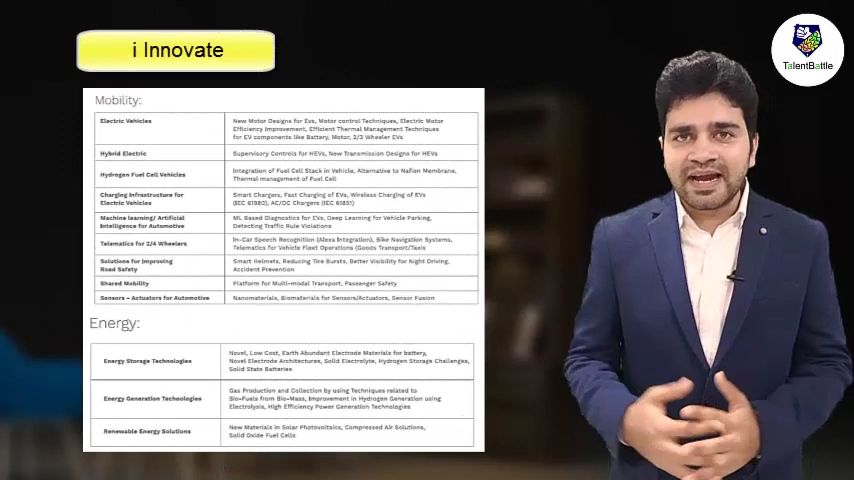 i Innovate
TalentBattle
Mobility:
Electric Vehicles
New Motor Designs for Evs, Motor control Techniques, Electric Motor
Efficiency Improvement, Efficient Thermal Management Techniques
for EV components like Battery, Motor, 2/3 Wheeler EVs
Hybrid Electric
Supervisory Controls for HEVs, New Transmission Designs for HEVs
Hydrogen Fuel Cell Vehicles
Integration of Fuel Cell Stack in Vehicle, Alternative to Nafion Membrane,
Thermal management of Fuel Cell
Charging Infrastructure for
Electric Vehicles
Smart Chargers, Fast Charging of EVs, Wireless Charging of EVs
(IEC 61980), AC/DC Chargers (IEC 61851)
Machine learning/ Artificial
Intelligence for Automotive
ML Based Diagnostics for EVs, Deep Learning for Vehicle Parking,
Detecting Traffic Rule Violations
Telematics for 2/4 Wheelers
In-Car Speech Recognition (Alexa Integration), Bike Navigation Systems,
Telematics for Vehicle Fleet Operations (Goods Transport/Taxis
Solutions for Improving
Road Safety
Smart Helmets, Reducing Tire Bursts, Better Visibility for Night Driving,
Accident Prevention
Shared Mobility
Platform for Multi-modal Transport, Passenger Safety
Sensors - Actuators for Automotive
Nanomaterials, Biomaterials for Sensors/Actuators, Sensor Fusion
Energy:
Energy Storage Technologies
Novel, Low Cost, Earth Abundant Electrode Materials for battery,
Novel Electrode Architectures, Solid Electrolyte, Hydrogen Storage Challenges,
Solid State Batteries
Energy Generation Technologies
Gas Production and Collection by using Techniques related to
Bio-Fuels from Bio-Mass, Improvement in Hydrogen Generation using
Electrolysis, High Efficiency Power Generation Technologies
Renewable Energy Solutions
New Materials in Solar Photovoltaics, Compressed Air Solutions,
Solid Oxide Fuel Cells